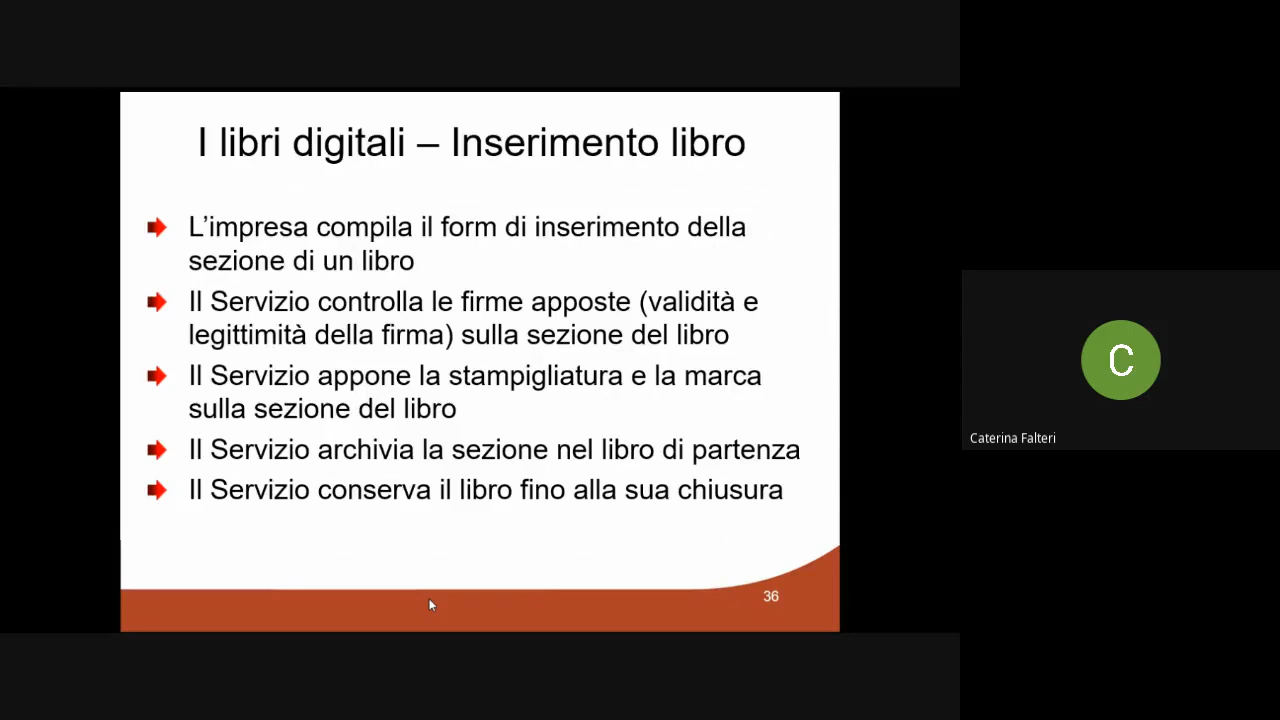 I libri digitali – Inserimento libro
L’impresa compila il form di inserimento della
sezione di un libro
Il Servizio controlla le firme apposte (validità e
legittimità della firma) sulla sezione del libro
Il Servizio appone la stampigliatura e la marca
sulla sezione del libro
Il Servizio archivia la sezione nel libro di partenza
Il Servizio conserva il libro fino alla sua chiusura
36
C
Caterina Falteri